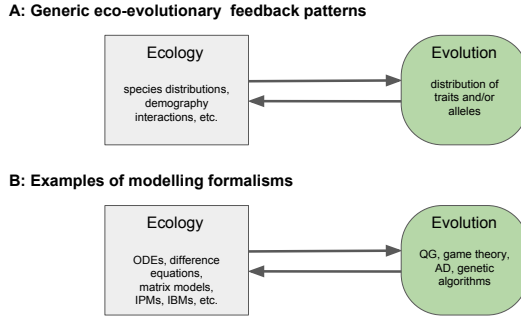 A: Generic eco-evolutionary feedback patterns
Ecology
species distributions,
demography
interactions, etc.
Evolution
distribution of
traits and/or
alleles
B: Examples of modelling formalisms
Ecology
ODEs, difference
equations,
matrix models,
IPMs, IBMs, etc.
Evolution
QG, game theory,
AD, genetic
algorithms